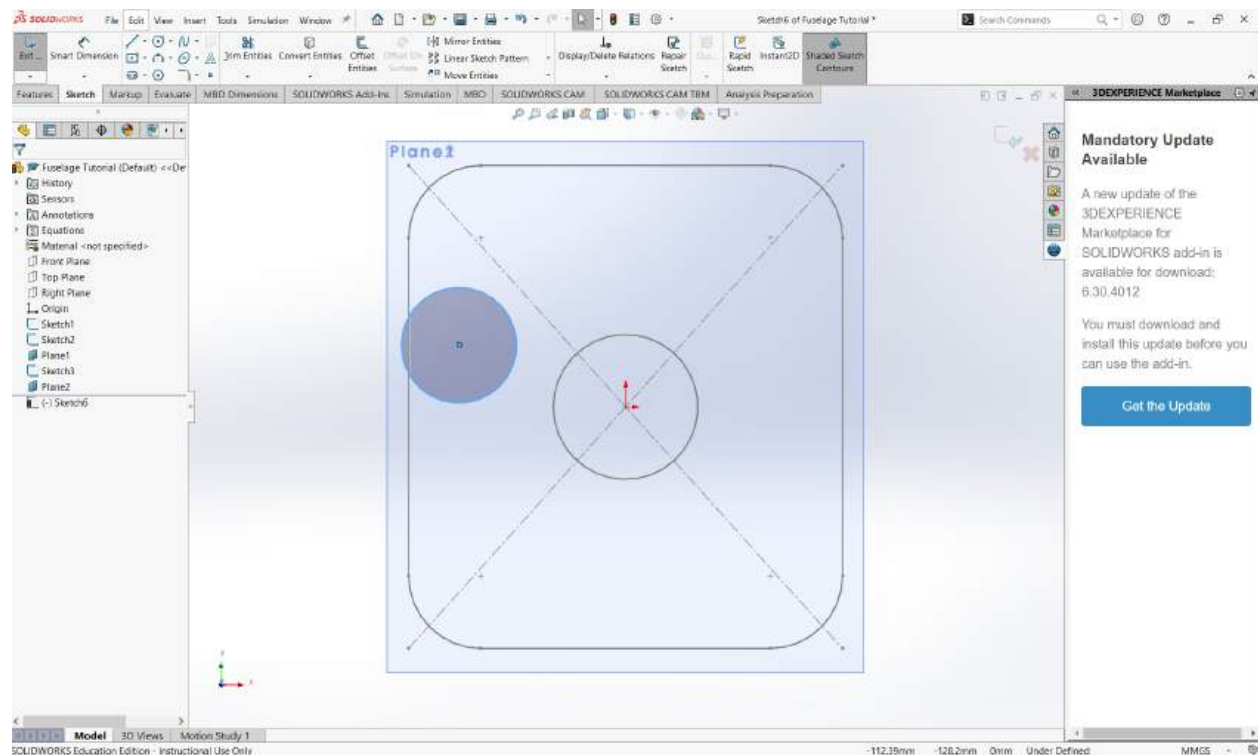 SOLIDWORKS File Edit View Insert Tools Simulation Window Sketch6 of Fuselage Tutorial * Search Commands
Exit ... Smart Dimension Trim Entities Convert Entities Offset Entities Mirror Entities Linear Sketch Pattern Move Entities Display/Delete Relations Repair Sketch Rapid Sketch Instant2D Shaded Sketch Contours
Features Sketch Markup Evaluate MBD Dimensions SOLIDWORKS Add-Ins Simulation MBD SOLIDWORKS CAM SOLIDWORKS CAM TBM Analysis Preparation
3DEXPERIENCE Marketplace
Fuselage Tutorial (Default) <<De
History
Sensors
Annotations
Equations
Material <not specified>
Front Plane
Top Plane
Right Plane
Origin
Sketch1
Sketch2
Plane1
Sketch3
Plane2
(-) Sketch6
Mandatory Update
Available
A new update of the
3DEXPERIENCE
Marketplace for
SOLIDWORKS add-in is
available for download:
6.30.4012
You must download and
install this update before you
can use the add-in.
Get the Update
Model 3D Views Motion Study 1
SOLIDWORKS Education Edition - Instructional Use Only -112.39mm -128.2mm 0mm Under Defined MMGS